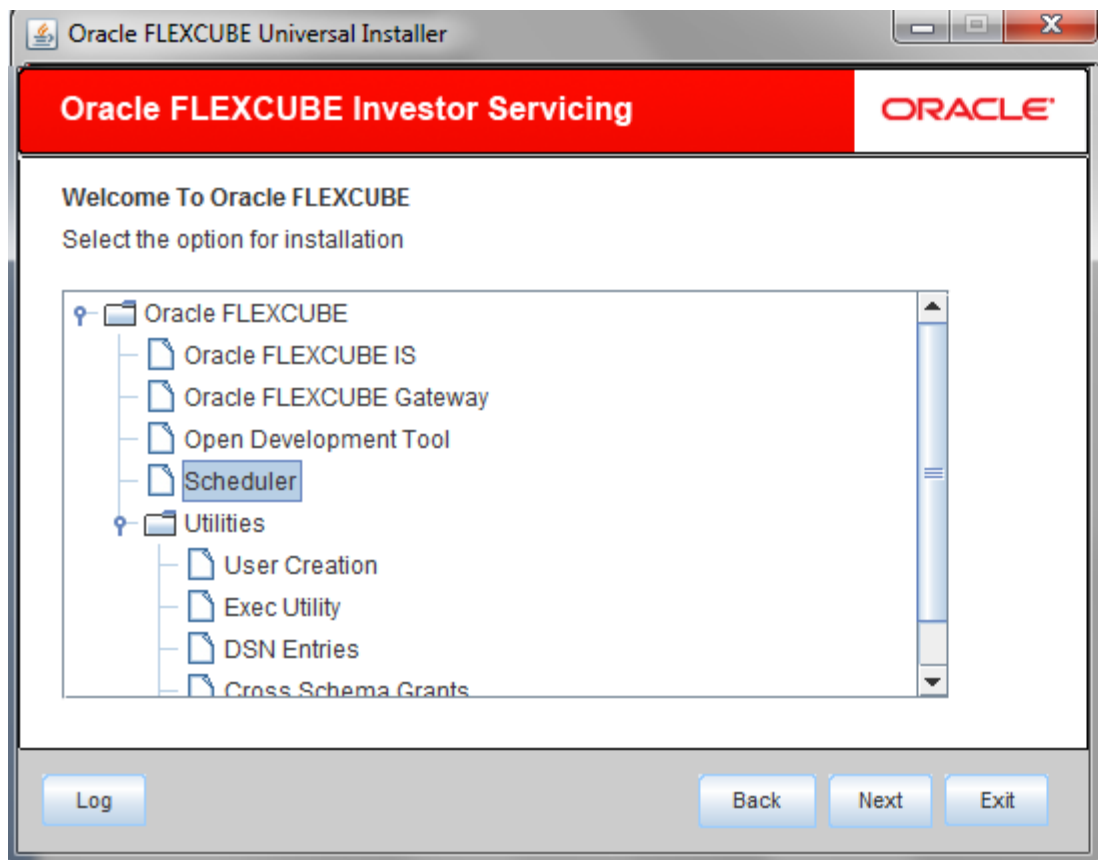 Oracle FLEXCUBE Universal Installer
Oracle FLEXCUBE Investor Servicing
ORACLE
Welcome To Oracle FLEXCUBE
Select the option for installation
Oracle FLEXCUBE
Oracle FLEXCUBE IS
Oracle FLEXCUBE Gateway
Open Development Tool
Scheduler
Utilities
User Creation
Exec Utility
DSN Entries
Cross Schema Grants
Log Back Next Exit